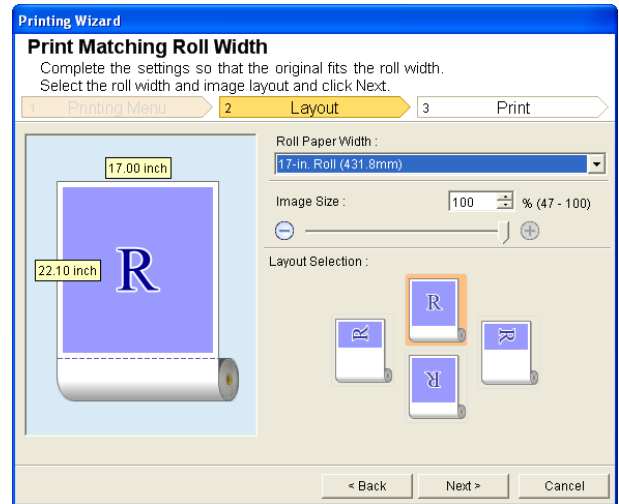 Printing Wizard
Print Matching Roll Width
Complete the settings so that the original fits the roll width.
Select the roll width and image layout and click Next.
1 Printing Menu 2 Layout 3 Print
Roll Paper Width :
17-in. Roll (431.8mm)
17.00 inch
Image Size : 100 % (47 - 100)
22.10 inch
R
Layout Selection :
R
R
R
R
< Back Next > Cancel